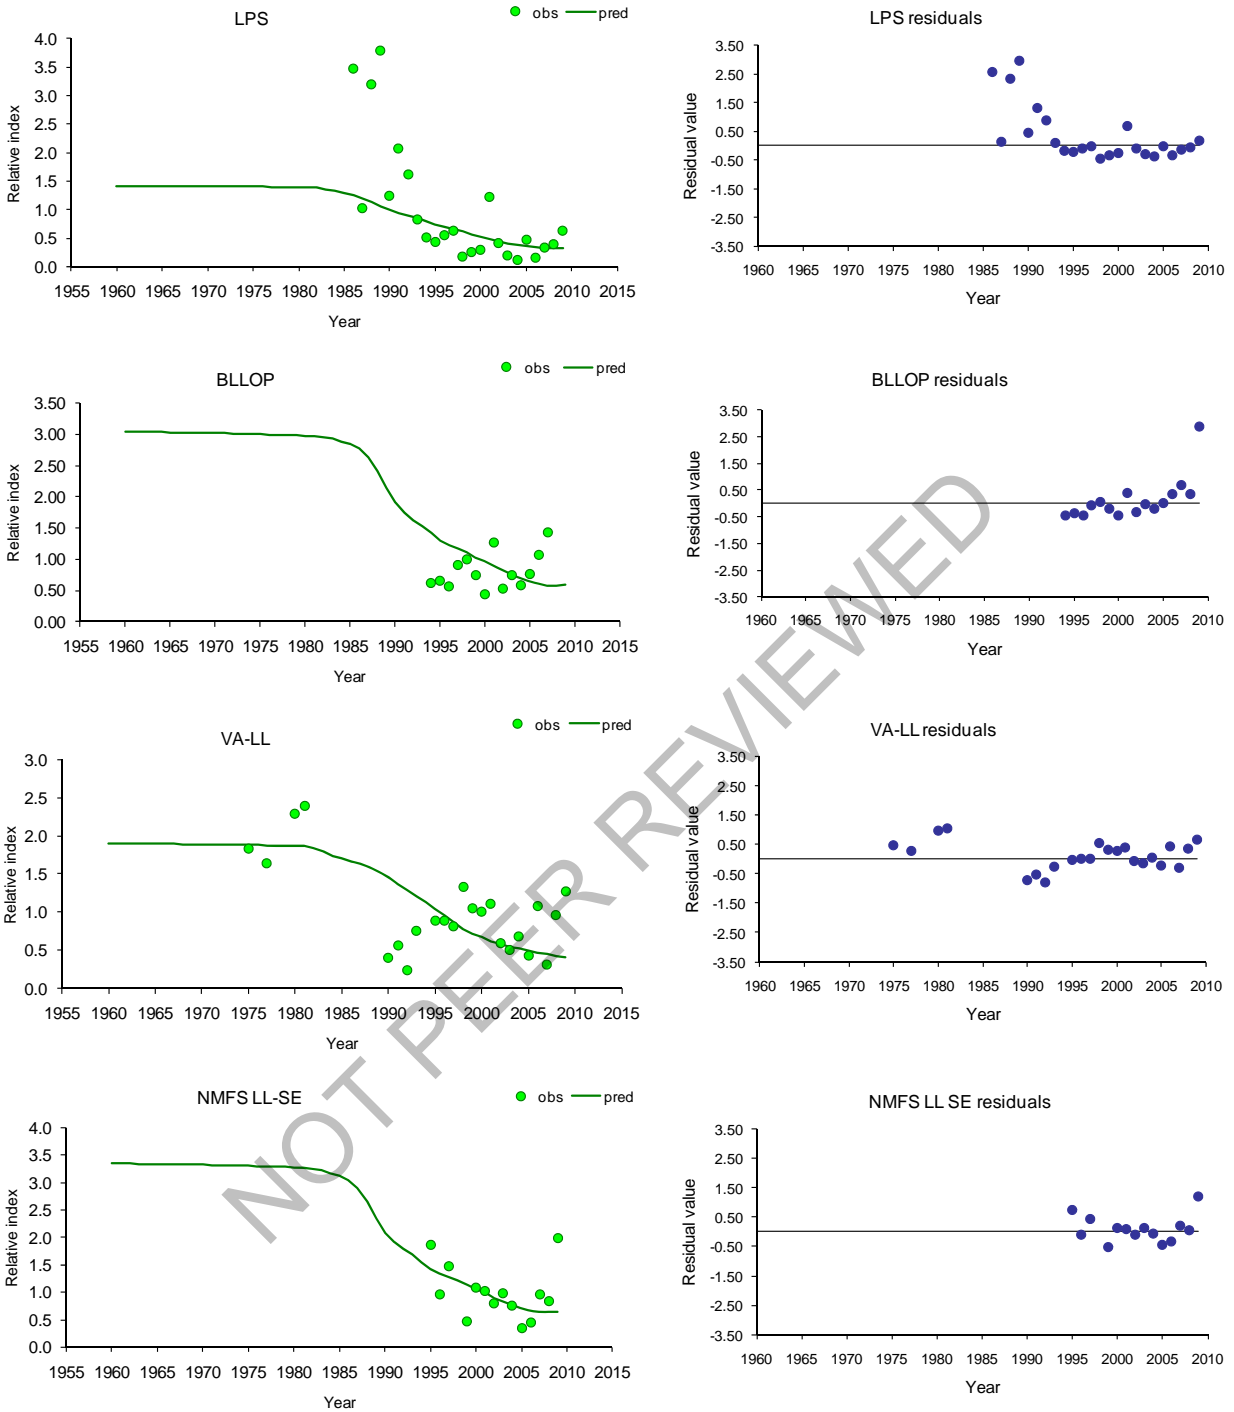 LPS
obs pred
4.0
3.5
3.0
2.5
2.0
1.5
1.0
0.5
0.0
Relative index
1955 1960 1965 1970 1975 1980 1985 1990 1995 2000 2005 2010 2015
Year
LPS residuals
3.50
2.50
1.50
0.50
-0.50
-1.50
-2.50
-3.50
Residual value
1960 1965 1970 1975 1980 1985 1990 1995 2000 2005 2010
Year
BLLOP
obs pred
3.50
3.00
2.50
2.00
1.50
1.00
0.50
0.00
Relative index
1955 1960 1965 1970 1975 1980 1985 1990 1995 2000 2005 2010 2015
Year
BLLOP residuals
3.50
2.50
1.50
0.50
-0.50
-1.50
-2.50
-3.50
Residual value
1960 1965 1970 1975 1980 1985 1990 1995 2000 2005 2010
Year
VA-LL
obs pred
3.0
2.5
2.0
1.5
1.0
0.5
0.0
Relative index
1955 1960 1965 1970 1975 1980 1985 1990 1995 2000 2005 2010 2015
Year
VA-LL residuals
3.50
2.50
1.50
0.50
-0.50
-1.50
-2.50
-3.50
Residual value
1960 1965 1970 1975 1980 1985 1990 1995 2000 2005 2010
Year
NMFS LL-SE
obs pred
4.0
3.5
3.0
2.5
2.0
1.5
1.0
0.5
0.0
Relative index
1955 1960 1965 1970 1975 1980 1985 1990 1995 2000 2005 2010 2015
Year
NMFS LL SE residuals
3.50
2.50
1.50
0.50
-0.50
-1.50
-2.50
-3.50
Residual value
1960 1965 1970 1975 1980 1985 1990 1995 2000 2005 2010
Year
NOT PEER REVIEWED